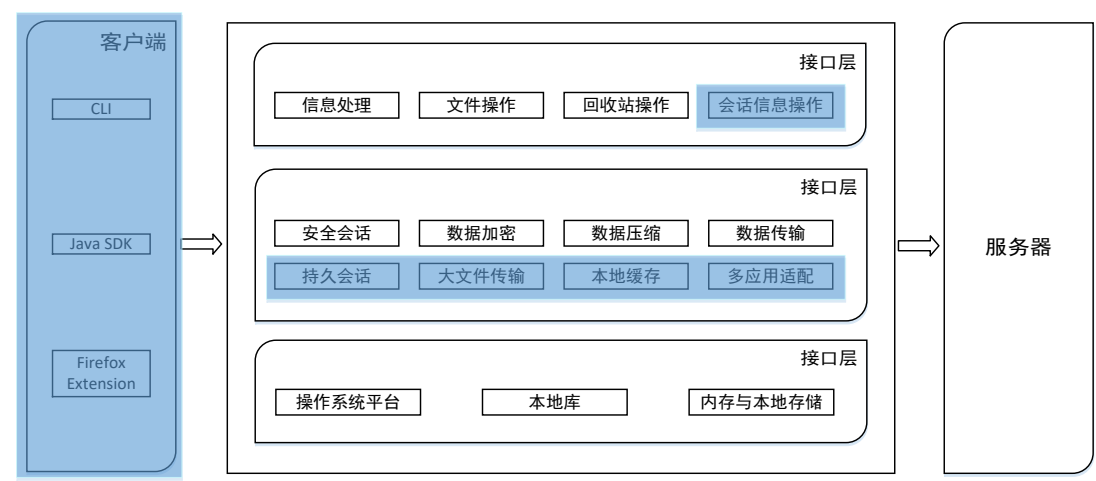 客户端
CLI
Java SDK
Firefox
Extension
接口层
信息处理
文件操作
回收站操作
会话信息操作
接口层
安全会话
数据加密
数据压缩
数据传输
持久会话
大文件传输
本地缓存
多应用适配
接口层
操作系统平台
本地库
内存与本地存储
服务器